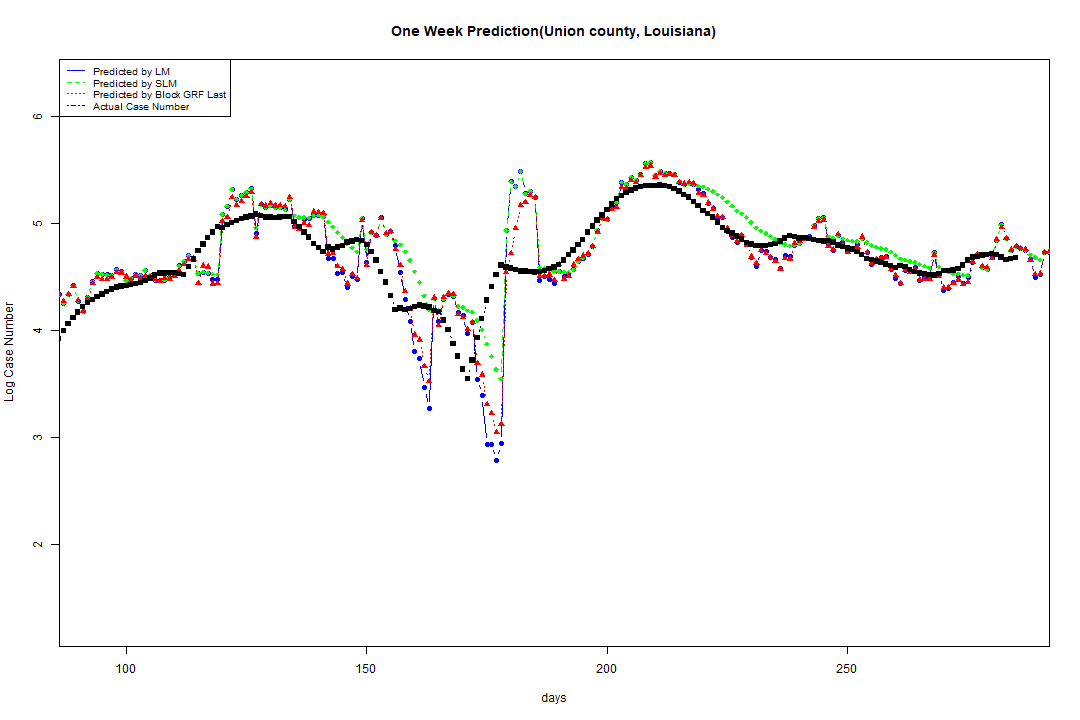 One Week Prediction(Union county, Louisiana)
Predicted by LM
Predicted by SLM
Predicted by Block GRF Last
Actual Case Number
6
5
4
3
2
Log Case Number
100 150 200 250
days